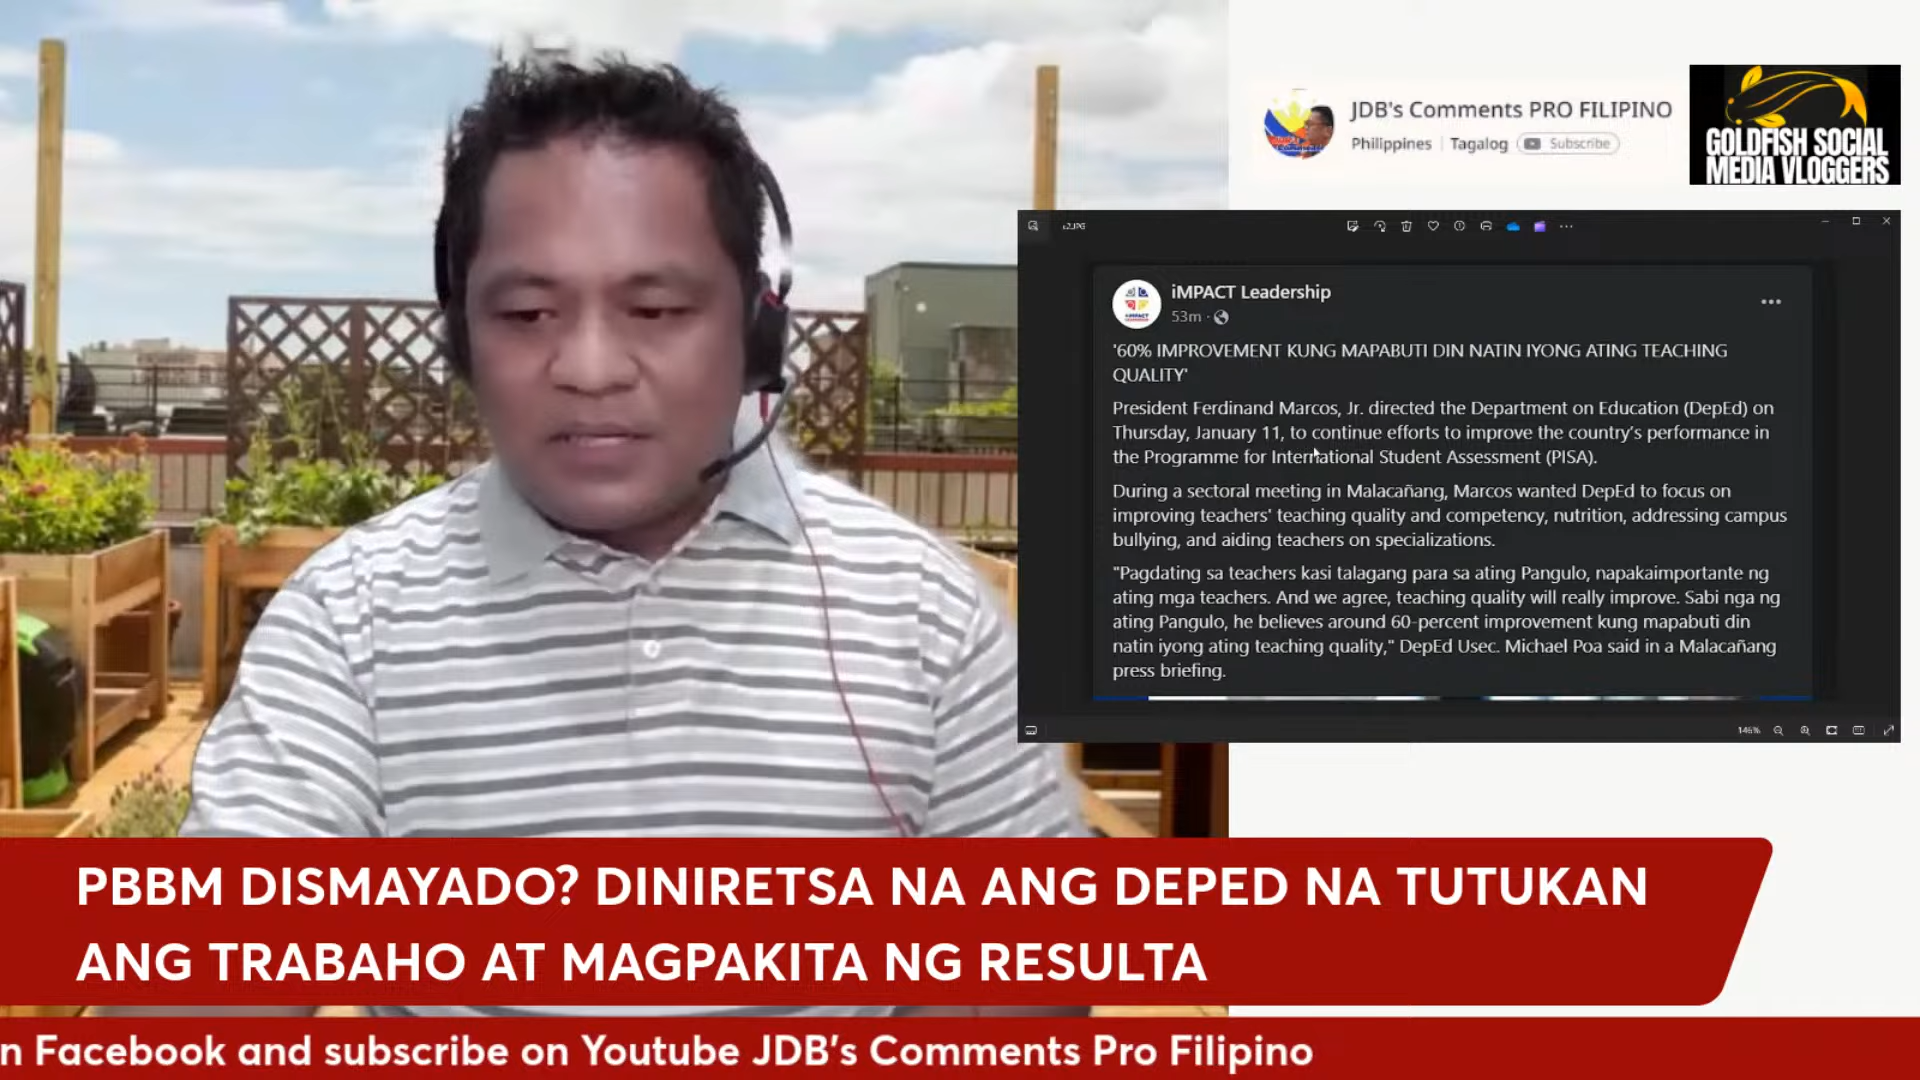 JDB's Comments PRO FILIPINO
Philippines
Tagalog
Subscribe
GOLDFISH SOCIAL
MEDIA VLOGGERS
iMPACT Leadership
53m
'60% IMPROVEMENT KUNG MAPABUTI DIN NATIN IYONG ATING TEACHING
QUALITY'
President Ferdinand Marcos, Jr. directed the Department on Education (DepEd) on
Thursday, January 11, to continue efforts to improve the country's performance in
the Programme for International Student Assessment (PISA).
During a sectoral meeting in Malacañang, Marcos wanted DepEd to focus on
improving teachers' teaching quality and competency, nutrition, addressing campus
bullying, and aiding teachers on specializations.
"Pagdating sa teachers kasi talagang para sa ating Pangulo, napakaimportante ng
ating mga teachers. And we agree, teaching quality will really improve. Sabi nga ng
ating Pangulo, he believes around 60-percent improvement kung mapabuti din
natin iyong ating teaching quality," DepEd Usec. Michael Poa said in a Malacañang
press briefing.
146%
PBBM DISMAYADO? DINIRETSA NA ANG DEPED NA TUTUKAN
ANG TRABAHO AT MAGPAKITA NG RESULTA
n Facebook and subscribe on Youtube JDB's Comments Pro Filipino